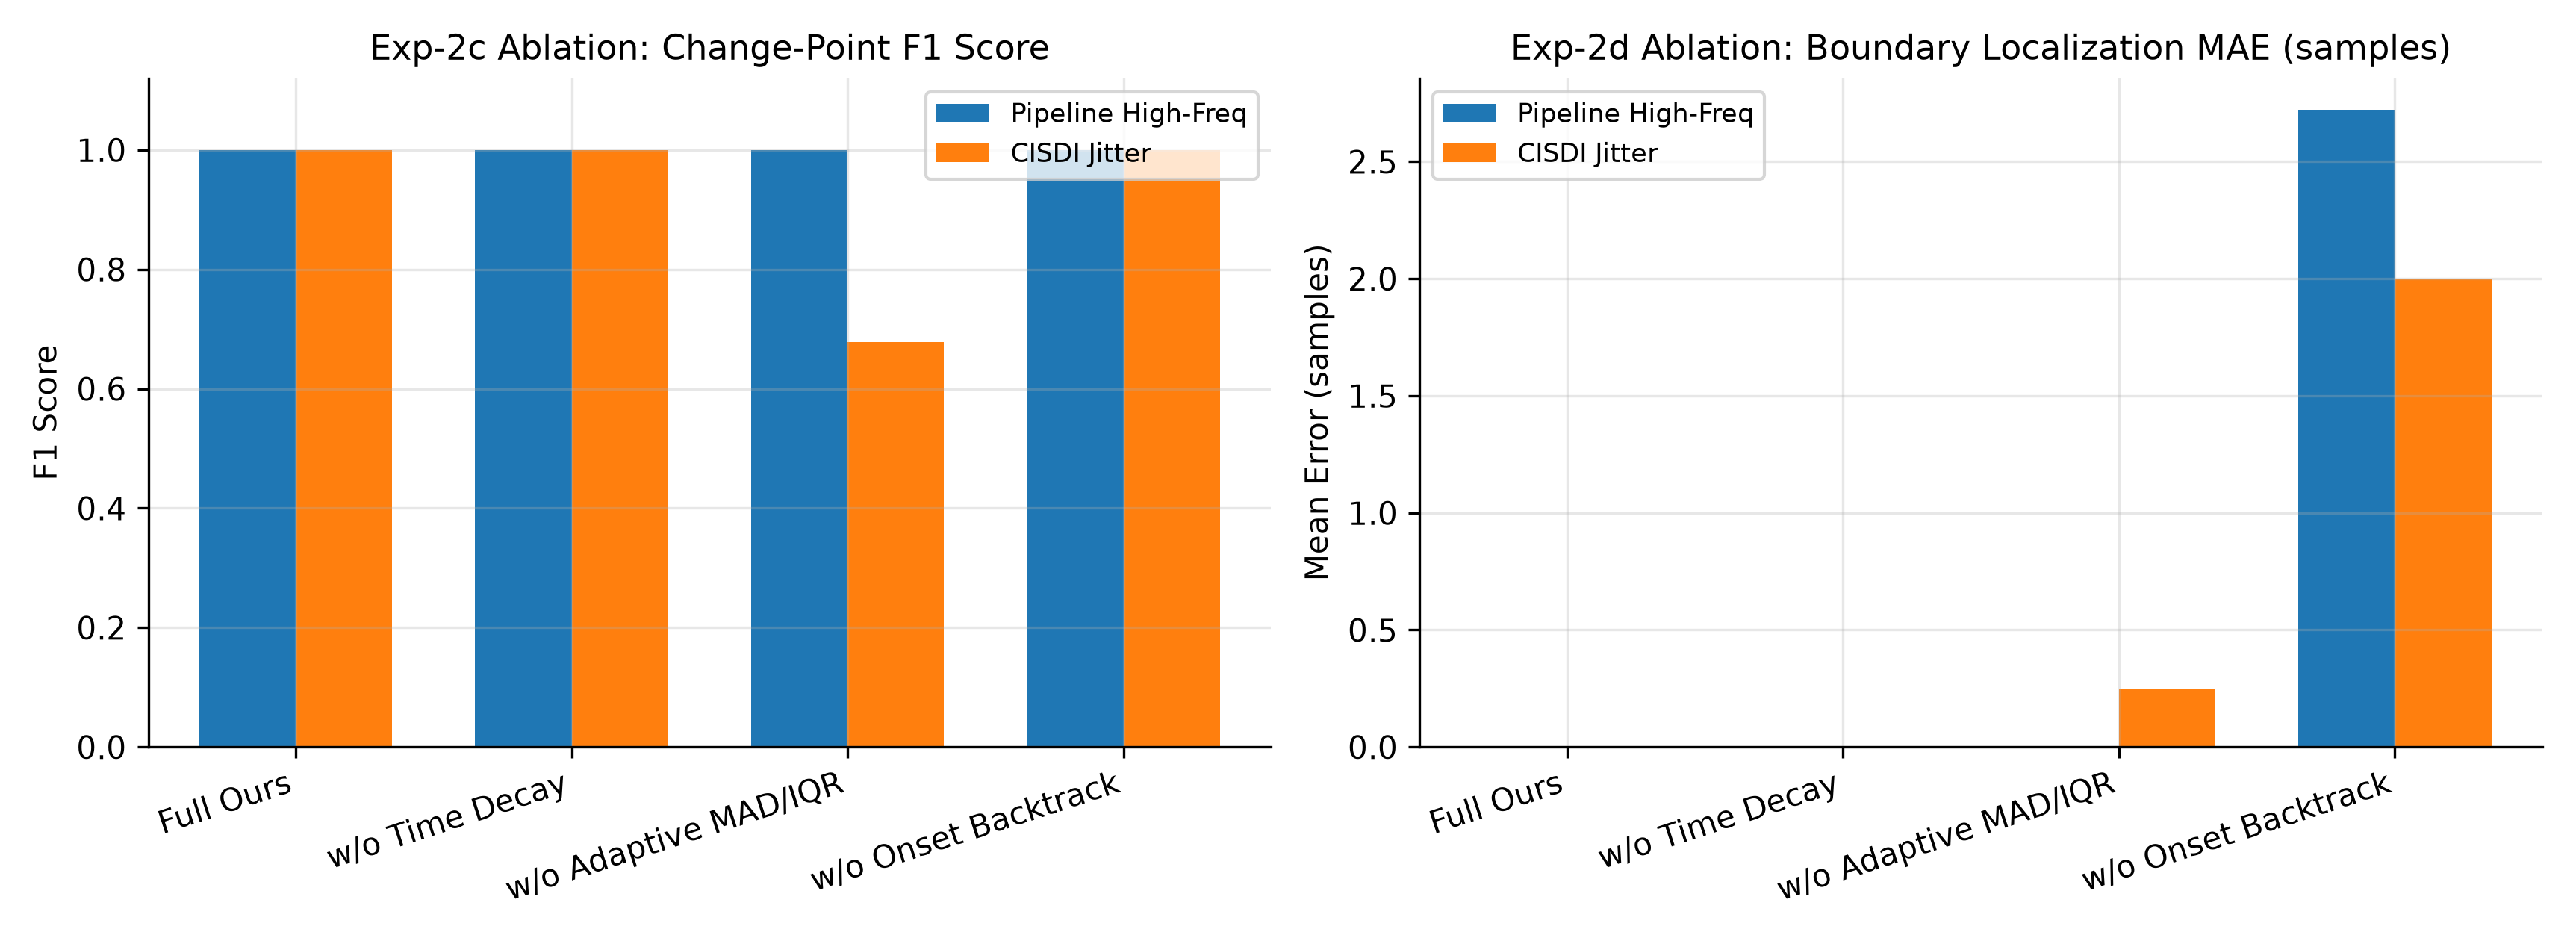 Exp-2c Ablation: Change-Point F1 Score
Pipeline High-Freq
CISDI Jitter
F1 Score
1.0
0.8
0.6
0.4
0.2
0.0
Full Ours
w/o Time Decay
w/o Adaptive MAD/IQR
w/o Onset Backtrack
Exp-2d Ablation: Boundary Localization MAE (samples)
Pipeline High-Freq
CISDI Jitter
Mean Error (samples)
2.5
2.0
1.5
1.0
0.5
0.0
Full Ours
w/o Time Decay
w/o Adaptive MAD/IQR
w/o Onset Backtrack